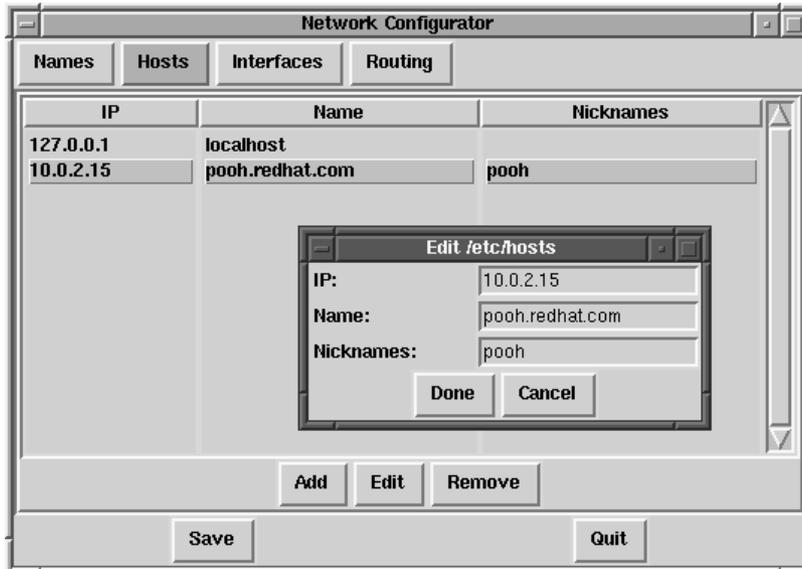 Network Configurator
Names Hosts Interfaces Routing
IP Name Nicknames
127.0.0.1 localhost
10.0.2.15 pooh.redhat.com pooh
Edit /etc/hosts
IP: 10.0.2.15
Name: pooh.redhat.com
Nicknames: pooh
Done Cancel
Add Edit Remove
Save Quit